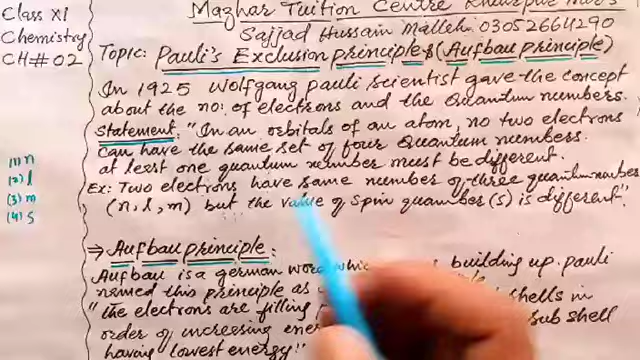 Class XI
Chemistry
CH# 02
Mazhar Tuition Centre Khairpur Mir's
Sajjad Hussain Malleh. 03052664290
Topic: Pauli's Exclusion principles (Aufbau principle)
In 1925 Wolfgang pauli scientist gave the concept
about the no: of electrons and the Quantum numbers.
Statement: "In an orbitals of an atom, no two electrons
Can have the same set of four Quantum numbers.
at least one quantum number must be different.
Ex: Two electrons have same number of three quantum number
(n, l, m) but the value of spin quamber (s) is different".
(1) n
(2) l
(3) m
(4) s
⇒ Aufbau principle:
Aufbau is a german word which building up. pauli
named this principle as
"the electrons are filling shells in
order of increasing sub shell
having lowest energy"